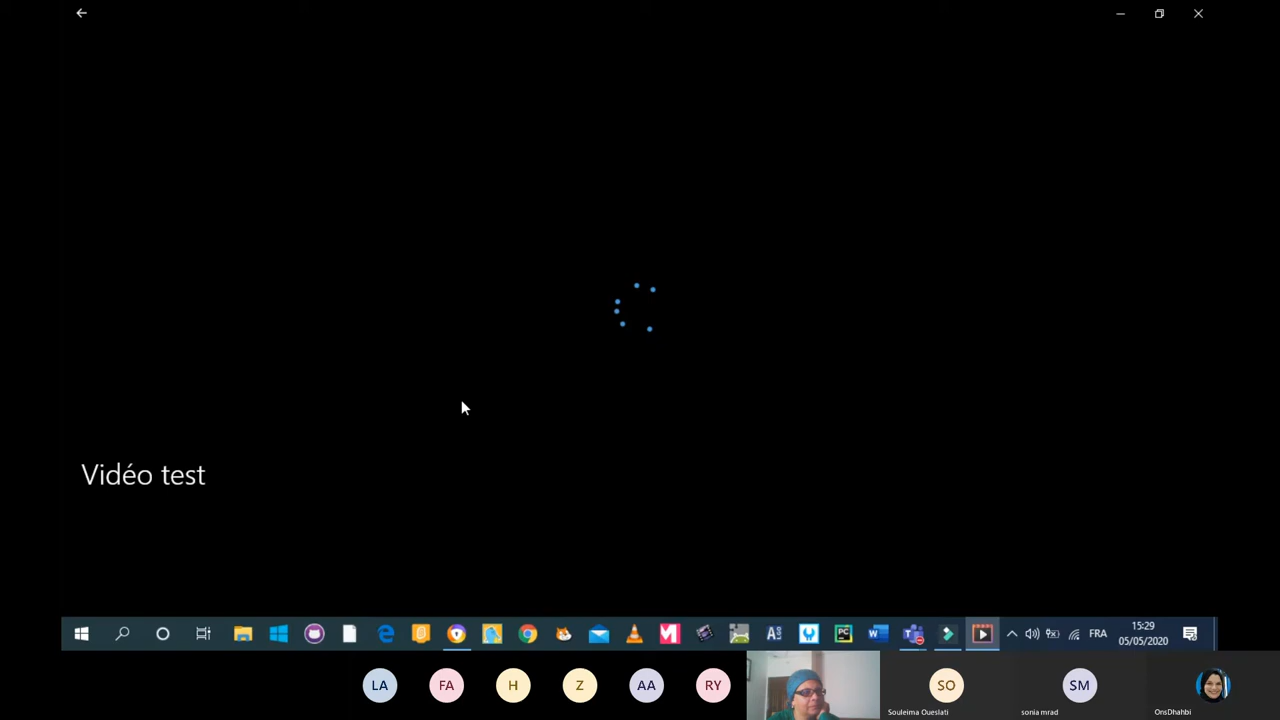 Vidéo test
FRA
15:29
05/05/2020
LA
FA
H
Z
AA
RY
SO
Souleima Oueslati
SM
sonia mrad
OnsDhahbi